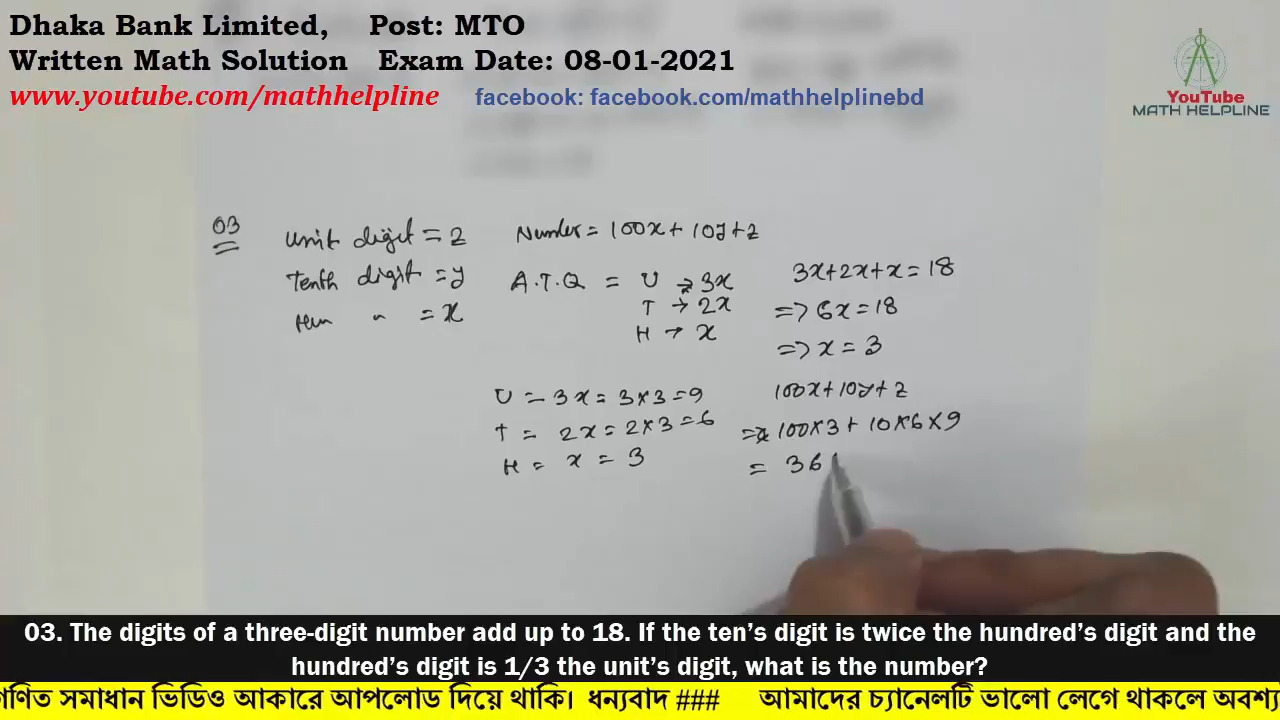 Dhaka Bank Limited, Post: MTO
Written Math Solution Exam Date: 08-01-2021
www.youtube.com/mathhelpline facebook: facebook.com/mathhelplinebd
YouTube
MATH HELPLINE
03
Unit digit = z
Tenth digit = y
Hun " = x
Number = 100x + 10y + z
A.T.Q = U → 3x
T → 2x
H → x
3x+2x+x=18
=> 6x=18
=> x = 3
U = 3x = 3×3=9
T = 2x = 2×3=6
H = x = 3
100x+10y+z
= 100×3 + 10×6×9
= 36
03. The digits of a three-digit number add up to 18. If the ten's digit is twice the hundred's digit and the
hundred's digit is 1/3 the unit's digit, what is the number?
গণিত সমাধান ভিডিও আকারে আপলোড দিয়ে থাকি। ধন্যবাদ ### আমাদের চ্যানেলটি ভালো লেগে থাকলে অবশ্য